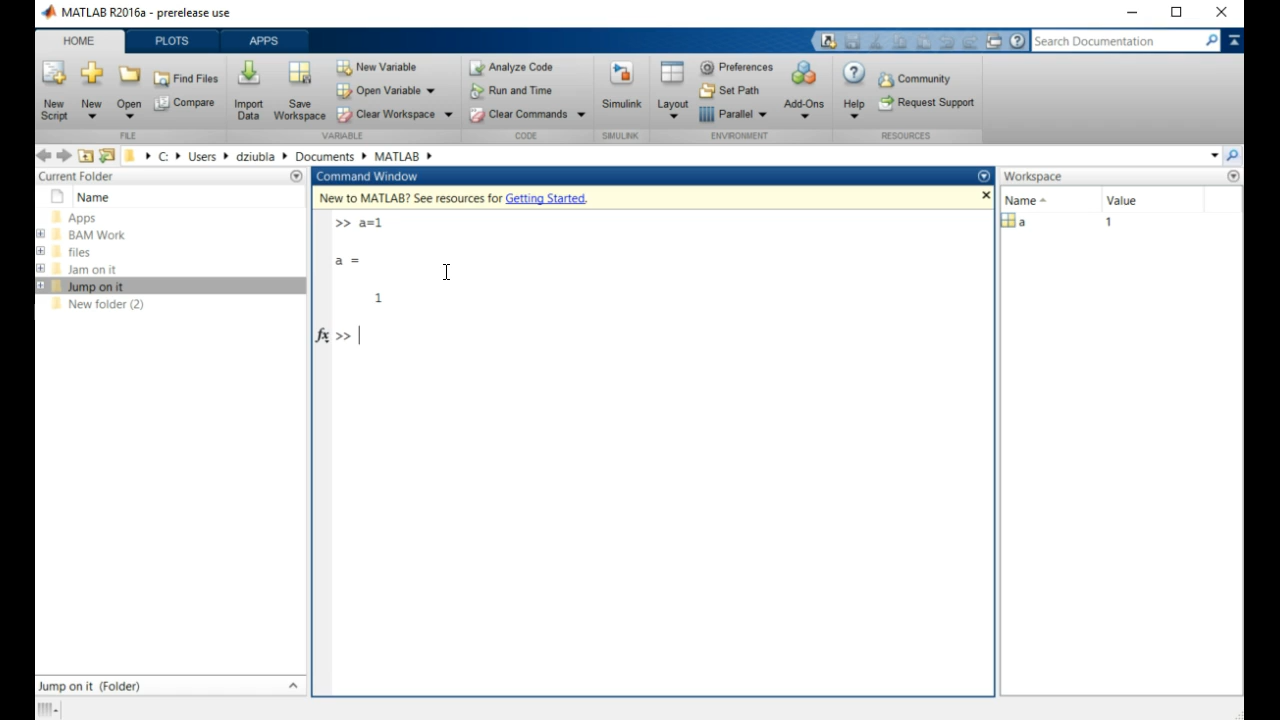 MATLAB R2016a - prerelease use
HOME PLOTS APPS
Search Documentation
New Script
New
Open
Find Files
Compare
FILE
Import Data
Save Workspace
New Variable
Open Variable
Clear Workspace
VARIABLE
Analyze Code
Run and Time
Clear Commands
CODE
Simulink
SIMULINK
Layout
Preferences
Set Path
Parallel
Add-Ons
ENVIRONMENT
Help
Community
Request Support
RESOURCES
C: Users dziubla Documents MATLAB
Current Folder
Name
Apps
BAM Work
files
Jam on it
Jump on it
New folder (2)
Jump on it (Folder)
Command Window
New to MATLAB? See resources for Getting Started.
>> a=1
a =
1
fx >>
Workspace
Name Value
a 1